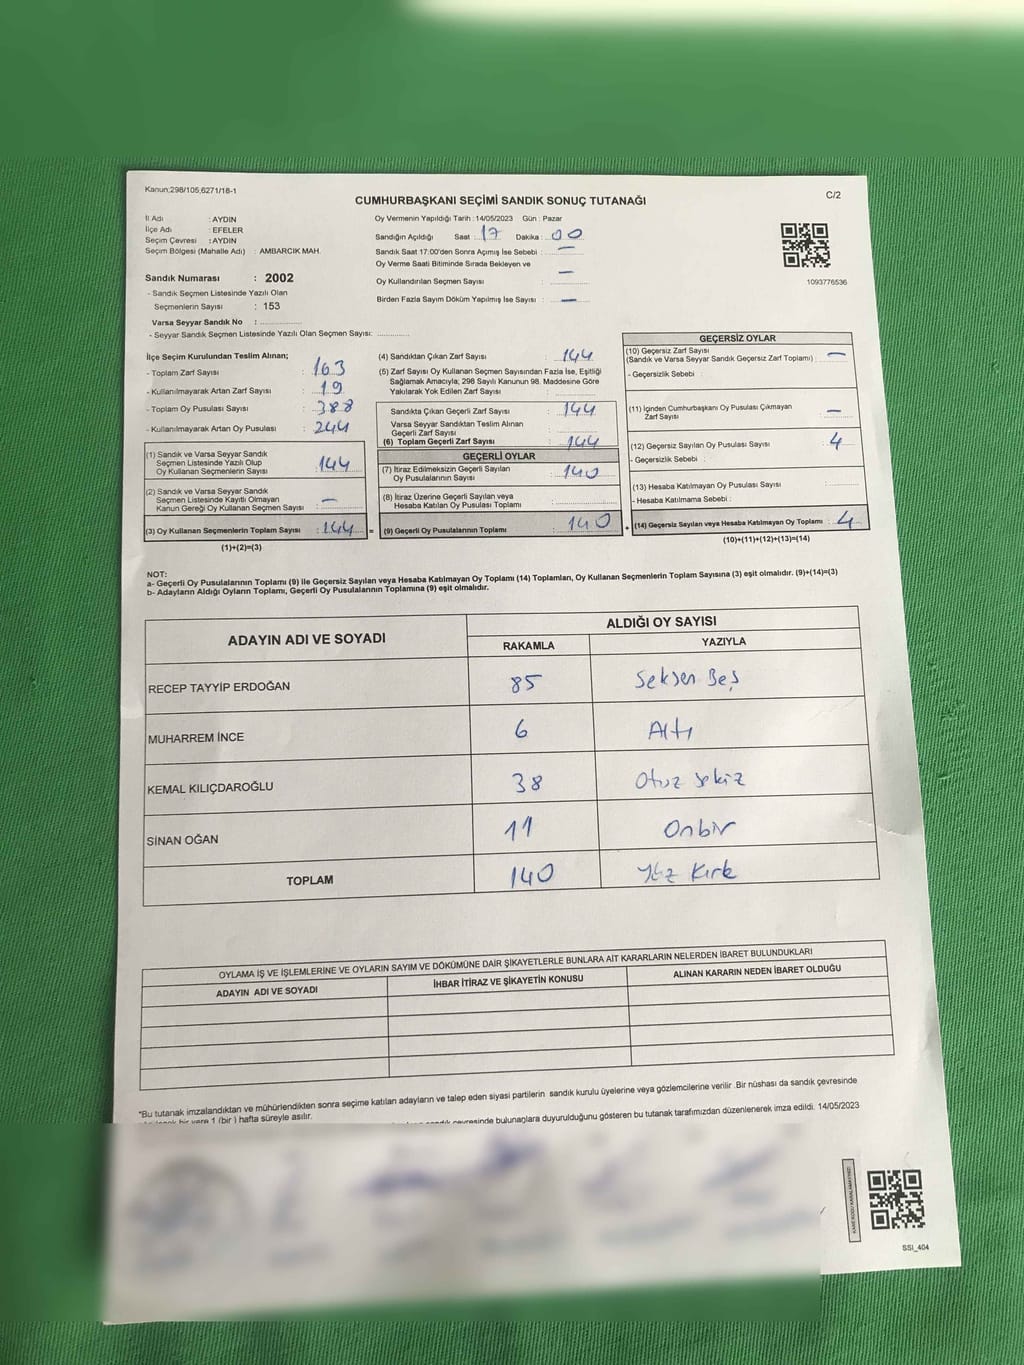 Kanun;298/105,6271/18-1
C/2
CUMHURBAŞKANI SEÇİMİ SANDIK SONUÇ TUTANAĞI
İl Adı : AYDIN
İlçe Adı : EFELER
Seçim Çevresi : AYDIN
Seçim Bölgesi (Mahalle Adı) : AMBARCIK MAH.
Sandık Numarası : 2002
- Sandık Seçmen Listesinde Yazılı Olan
Seçmenlerin Sayısı : 153
Varsa Seyyar Sandık No :
- Seyyar Sandık Seçmen Listesinde Yazılı Olan Seçmen Sayısı:
Oy Vermenin Yapıldığı Tarih : 14/05/2023 Gün : Pazar
Sandığın Açıldığı Saat : 17 Dakika : 00
Sandık Saat 17:00'den Sonra Açımış İse Sebebi : —
Oy Verme Saati Bitiminde Sırada Bekleyen ve
Oy Kullandırılan Seçmen Sayısı : —
Birden Fazla Sayım Döküm Yapılmış İse Sayısı : —
1093776536
İlçe Seçim Kurulundan Teslim Alınan;
- Toplam Zarf Sayısı : 163
- Kullanılmayarak Artan Zarf Sayısı : 19
- Toplam Oy Pusulası Sayısı : 388
- Kullanılmayarak Artan Oy Pusulası : 244
(1) Sandık ve Varsa Seyyar Sandık
Seçmen Listesinde Yazılı Olup
Oy Kullanan Seçmenlerin Sayısı : 144
(2) Sandık ve Varsa Seyyar Sandık
Seçmen Listesinde Kayıtlı Olmayan
Kanun Gereği Oy Kullanan Seçmen Sayısı : —
(3) Oy Kullanan Seçmenlerin Toplam Sayısı : 144 =
(1)+(2)=(3)
(4) Sandıktan Çıkan Zarf Sayısı : 144
(5) Zarf Sayısı Oy Kullanan Seçmen Sayısından Fazla İse, Eşitliği
Sağlamak Amacıyla; 298 Sayılı Kanunun 98. Maddesine Göre
Yakılarak Yok Edilen Zarf Sayısı :
Sandıkta Çıkan Geçerli Zarf Sayısı : 144
Varsa Seyyar Sandıktan Teslim Alınan
Geçerli Zarf Sayısı :
(6) Toplam Geçerli Zarf Sayısı : 144
GEÇERLİ OYLAR
(7) İtiraz Edilmeksizin Geçerli Sayılan
Oy Pusulalarının Sayısı : 140
(8) İtiraz Üzerine Geçerli Sayılan veya
Hesaba Katılan Oy Pusulası Toplamı :
(9) Geçerli Oy Pusulalarının Toplamı : 140 +
GEÇERSİZ OYLAR
(10) Geçersiz Zarf Sayısı
(Sandık ve Varsa Seyyar Sandık Geçersiz Zarf Toplamı) : —
- Geçersizlik Sebebi :
(11) İçinden Cumhurbaşkanı Oy Pusulası Çıkmayan
Zarf Sayısı : —
(12) Geçersiz Sayılan Oy Pusulası Sayısı : 4
- Geçersizlik Sebebi :
(13) Hesaba Katılmayan Oy Pusulası Sayısı :
- Hesaba Katılmama Sebebi :
(14) Geçersiz Sayılan veya Hesaba Katılmayan Oy Toplamı : 4
(10)+(11)+(12)+(13)=(14)
NOT:
a- Geçerli Oy Pusulalarının Toplamı (9) ile Geçersiz Sayılan veya Hesaba Katılmayan Oy Toplamı (14) Toplamları, Oy Kullanan Seçmenlerin Toplam Sayısına (3) eşit olmalıdır. (9)+(14)=(3)
b- Adayların Aldığı Oyların Toplamı, Geçerli Oy Pusulalarının Toplamına (9) eşit olmalıdır.
ADAYIN ADI VE SOYADI ALDIĞI OY SAYISI
RAKAMLA YAZIYLA
RECEP TAYYIP ERDOĞAN 85 Seksen Beş
MUHARREM İNCE 6 Altı
KEMAL KILIÇDAROĞLU 38 Otuz Sekiz
SİNAN OĞAN 11 Onbir
TOPLAM 140 Yüz Kırk
OYLAMA İŞ VE İŞLEMLERİNE VE OYLARIN SAYIM VE DÖKÜMÜNE DAİR ŞİKAYETLERLE BUNLARA AİT KARARLARIN NELERDEN İBARET BULUNDUKLARI
ADAYIN ADI VE SOYADI İHBAR İTİRAZ VE ŞİKAYETİN KONUSU ALINAN KARARIN NEDEN İBARET OLDUĞU
*Bu tutanak imzalandıktan ve mühürlendikten sonra seçime katılan adayların ve talep eden siyasi partilerin sandık kurulu üyelerine veya gözlemcilerine verilir .Bir nüshası da sandık çevresinde
bir yere 1 (bir ) hafta süreyle asılır.
çevresinde bulunanlara duyurulduğunu gösteren bu tutanak tarafımızdan düzenlenerek imza edildi. 14/05/2023
SSI_404